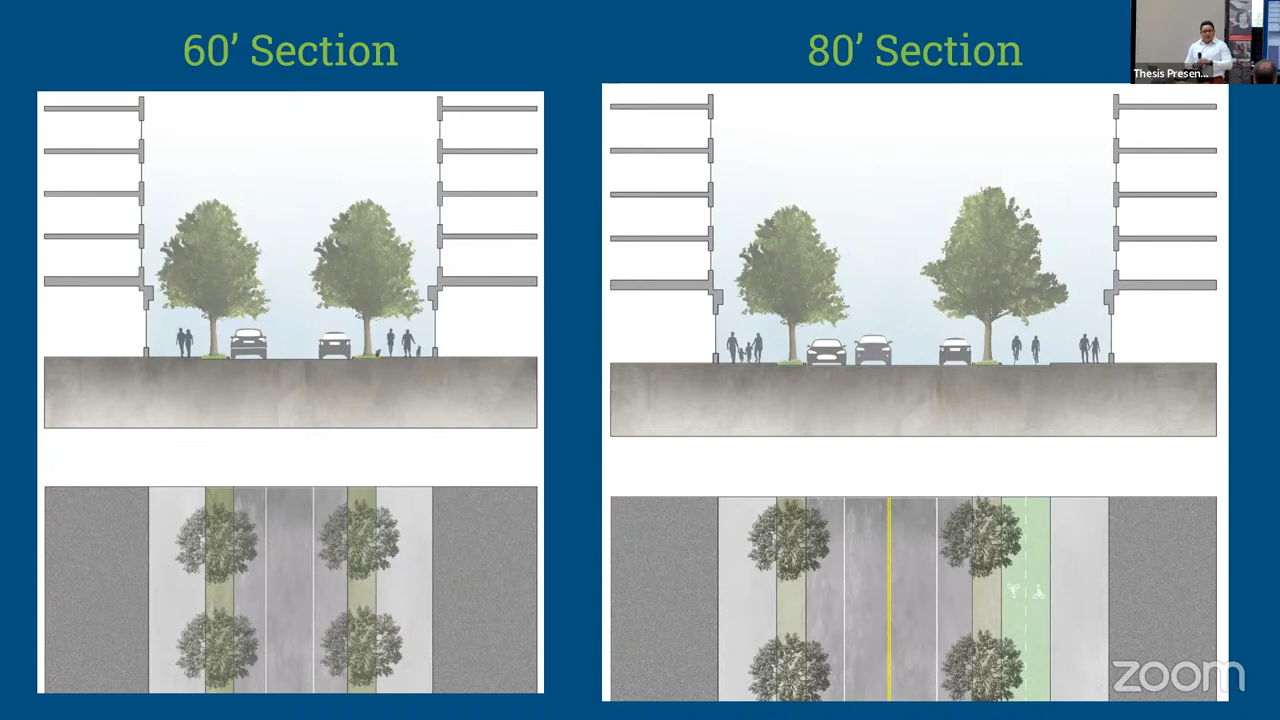 60’ Section
80’ Section
Thesis Presen...
zoom